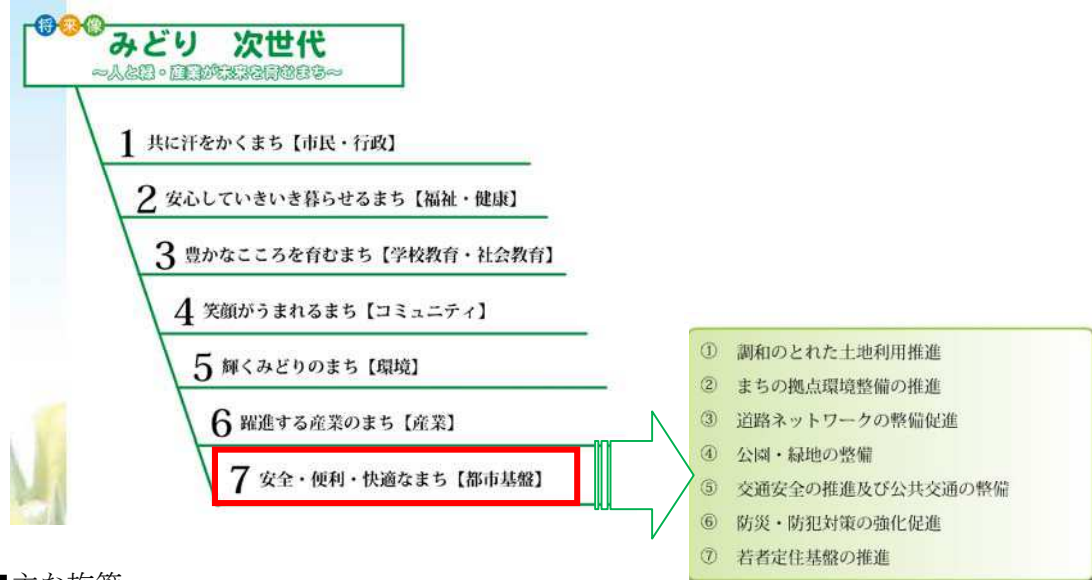 将来像
みどり 次世代
～人と緑・産業が未来を育むまち～
1 共に汗をかくまち【市民・行政】
2 安心していきいき暮らせるまち【福祉・健康】
3 豊かなこころを育むまち【学校教育・社会教育】
4 笑顔がうまれるまち【コミュニティ】
5 輝くみどりのまち【環境】
6 躍進する産業のまち【産業】
7 安全・便利・快適なまち【都市基盤】
① 調和のとれた土地利用推進
② まちの拠点環境整備の推進
③ 道路ネットワークの整備促進
④ 公園・緑地の整備
⑤ 交通安全の推進及び公共交通の整備
⑥ 防災・防犯対策の強化促進
⑦ 若者定住基盤の推進